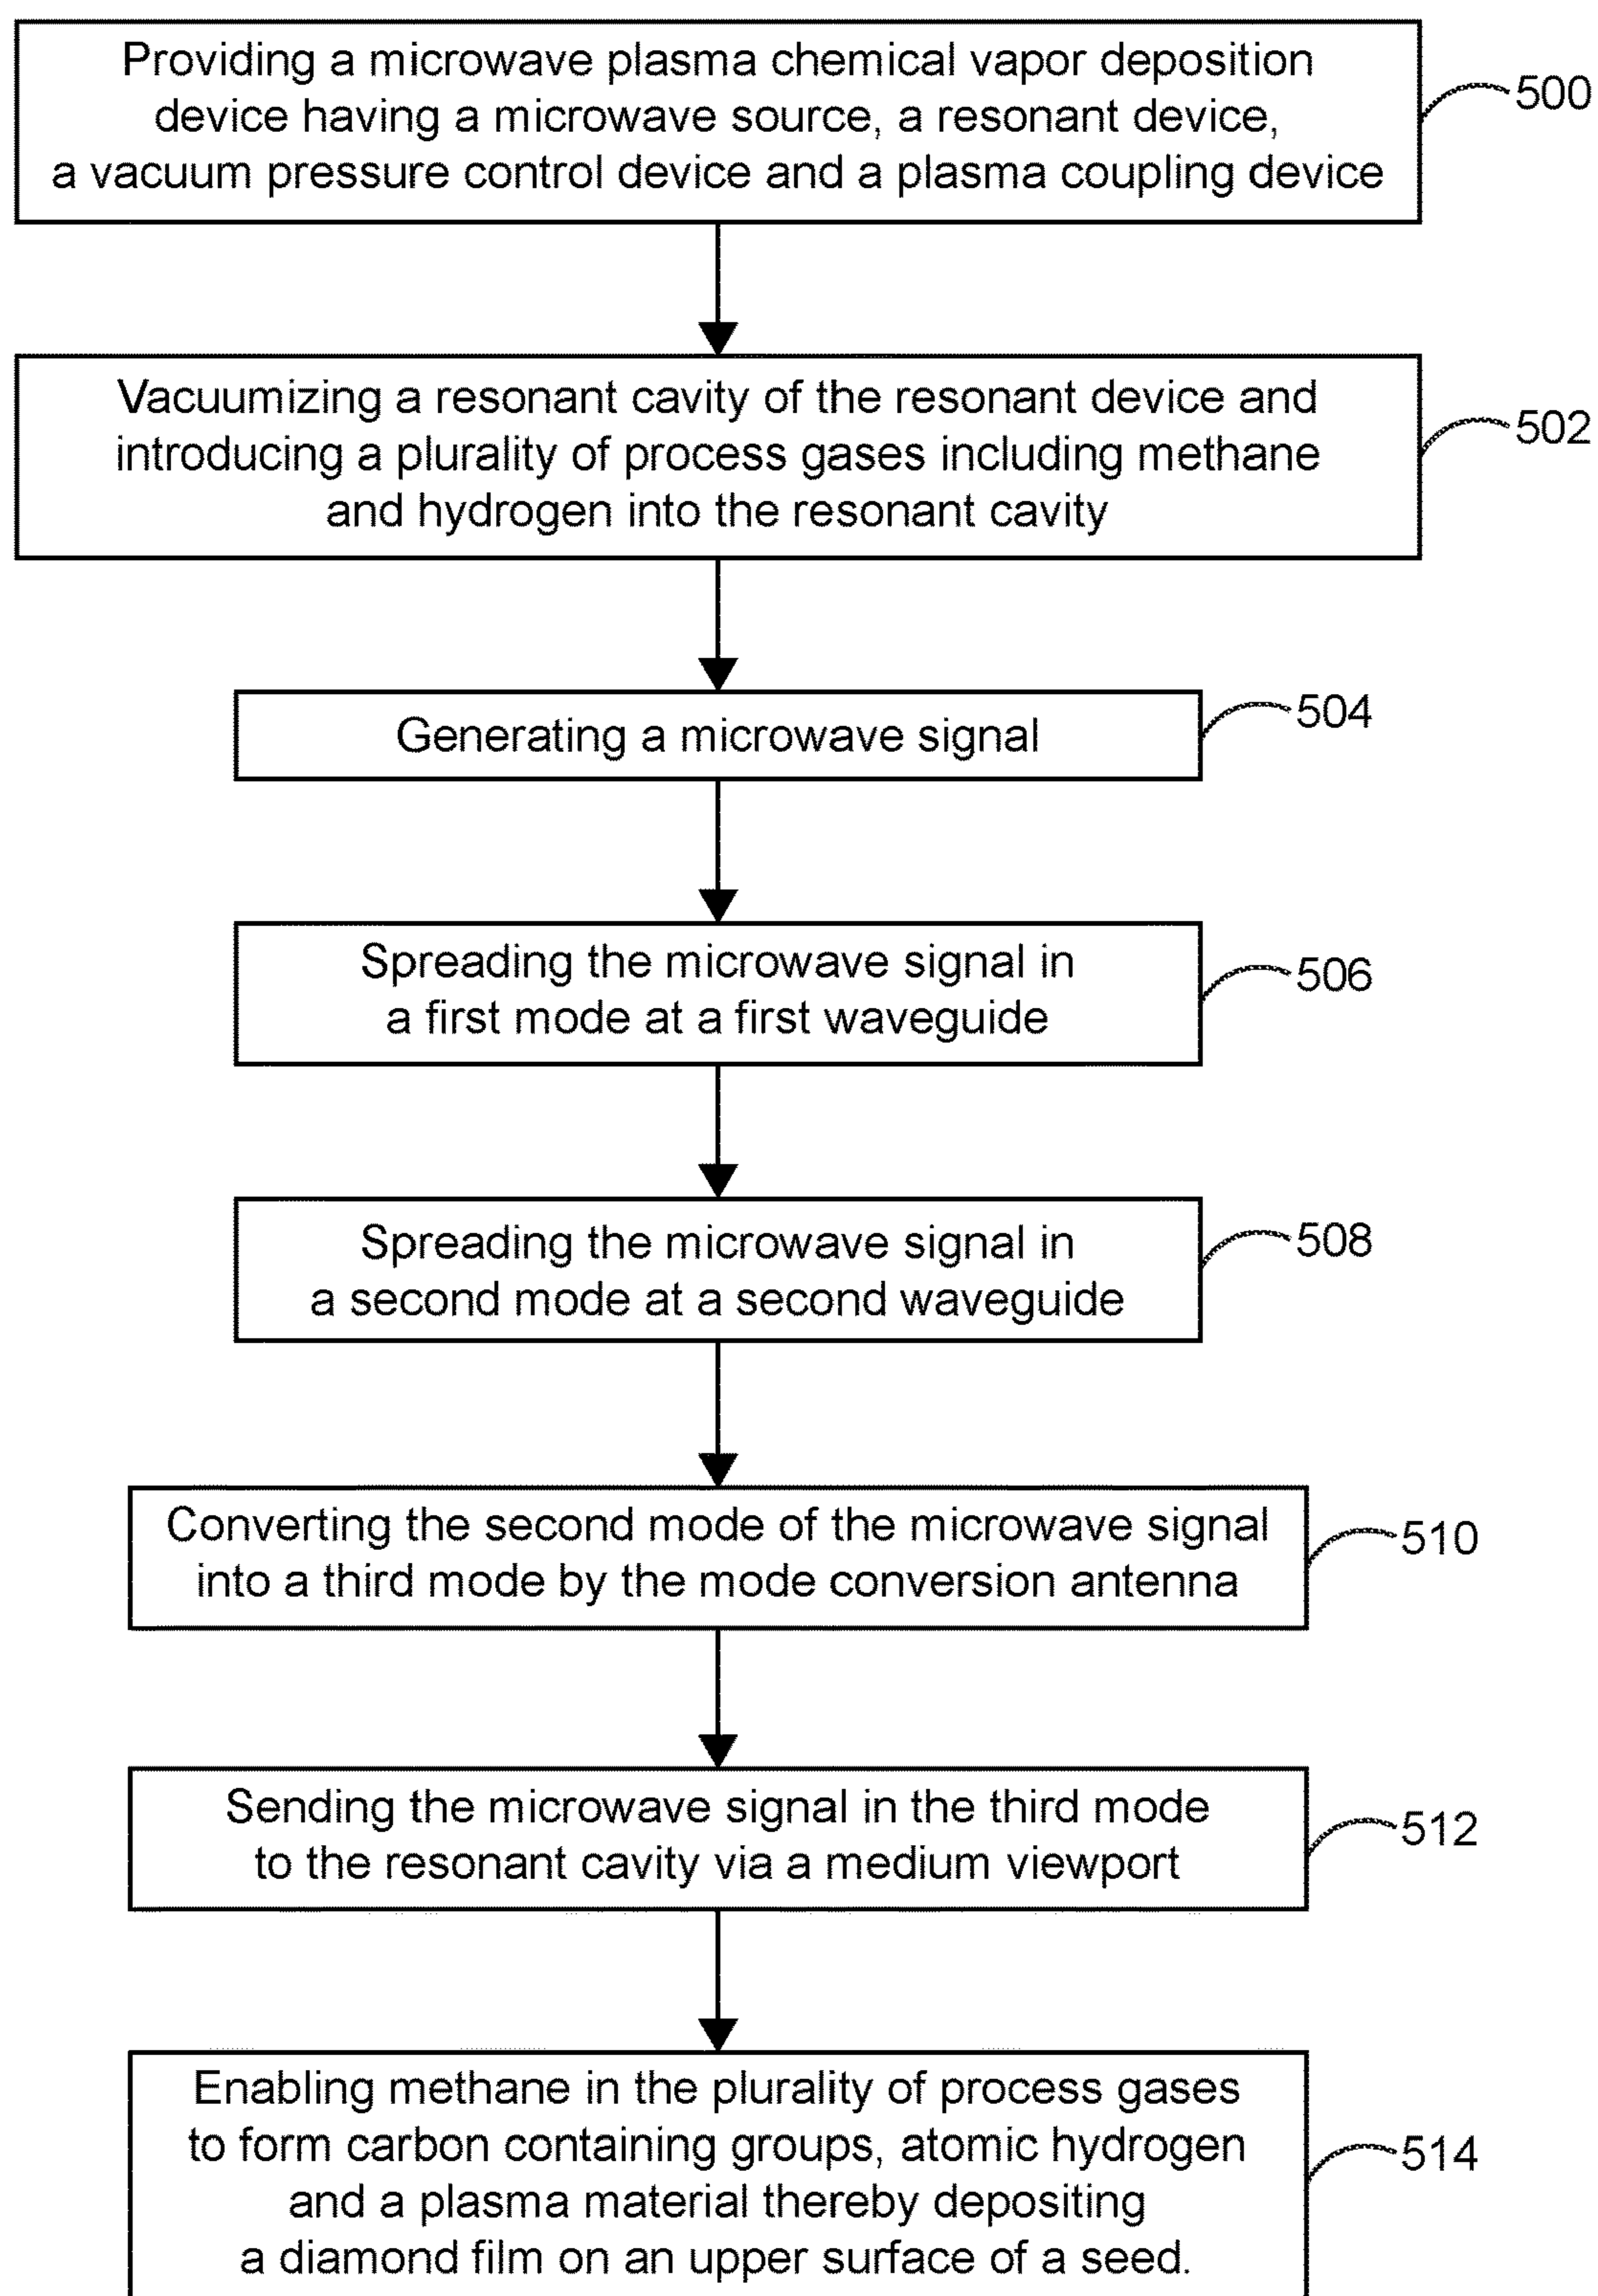 Providing a microwave plasma chemical vapor deposition
device having a microwave source, a resonant device,
a vacuum pressure control device and a plasma coupling device
500
Vacuumizing a resonant cavity of the resonant device and
introducing a plurality of process gases including methane
and hydrogen into the resonant cavity
502
Generating a microwave signal
504
Spreading the microwave signal in
a first mode at a first waveguide
506
Spreading the microwave signal in
a second mode at a second waveguide
508
Converting the second mode of the microwave signal
into a third mode by the mode conversion antenna
510
Sending the microwave signal in the third mode
to the resonant cavity via a medium viewport
512
Enabling methane in the plurality of process gases
to form carbon containing groups, atomic hydrogen
and a plasma material thereby depositing
a diamond film on an upper surface of a seed.
514